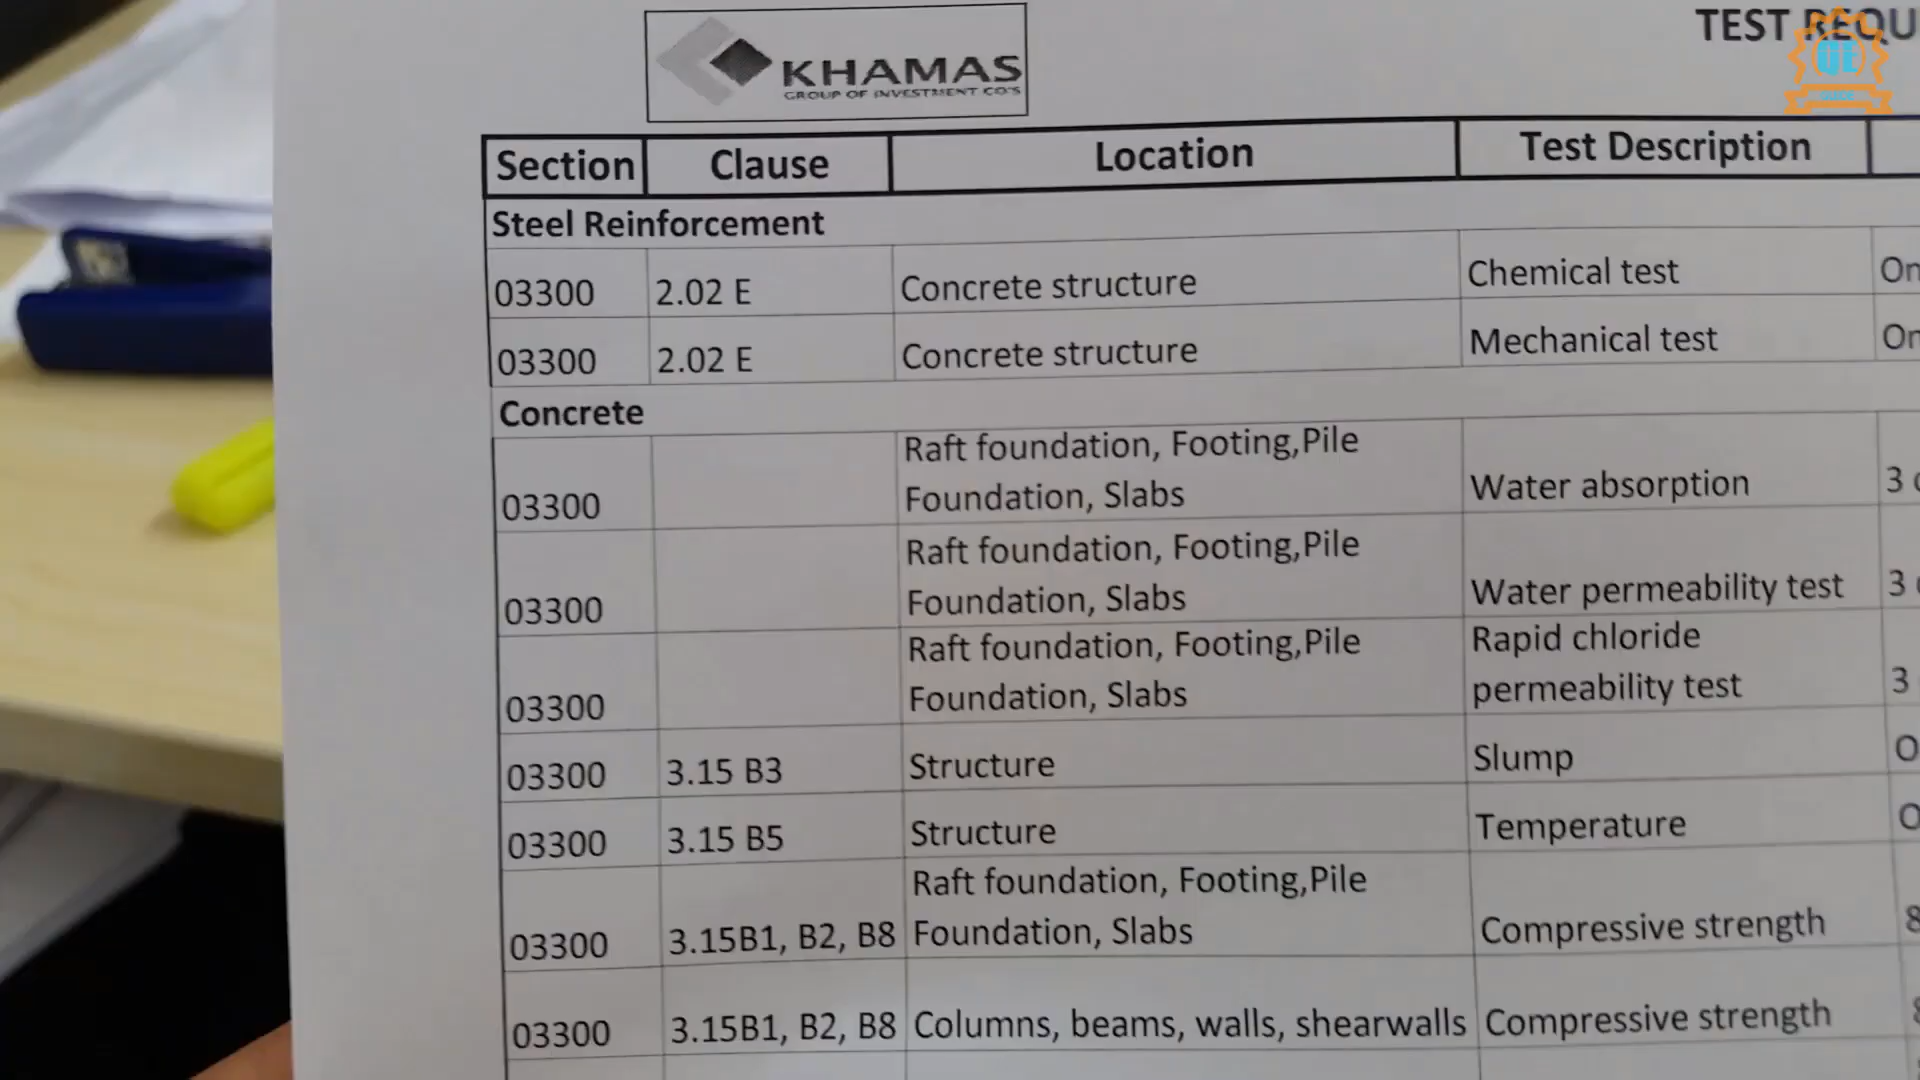 KHAMAS
GROUP OF INVESTMENT CO'S
TEST REQU
QE
Section Clause Location Test Description
Steel Reinforcement
03300 2.02 E Concrete structure Chemical test On
03300 2.02 E Concrete structure Mechanical test On
Concrete
03300 Raft foundation, Footing,Pile
Foundation, Slabs Water absorption 3
03300 Raft foundation, Footing,Pile
Foundation, Slabs Water permeability test 3
03300 Raft foundation, Footing,Pile
Foundation, Slabs Rapid chloride
permeability test 3
03300 3.15 B3 Structure Slump O
03300 3.15 B5 Structure Temperature O
03300 3.15B1, B2, B8 Raft foundation, Footing,Pile
Foundation, Slabs Compressive strength 8
03300 3.15B1, B2, B8 Columns, beams, walls, shearwalls Compressive strength